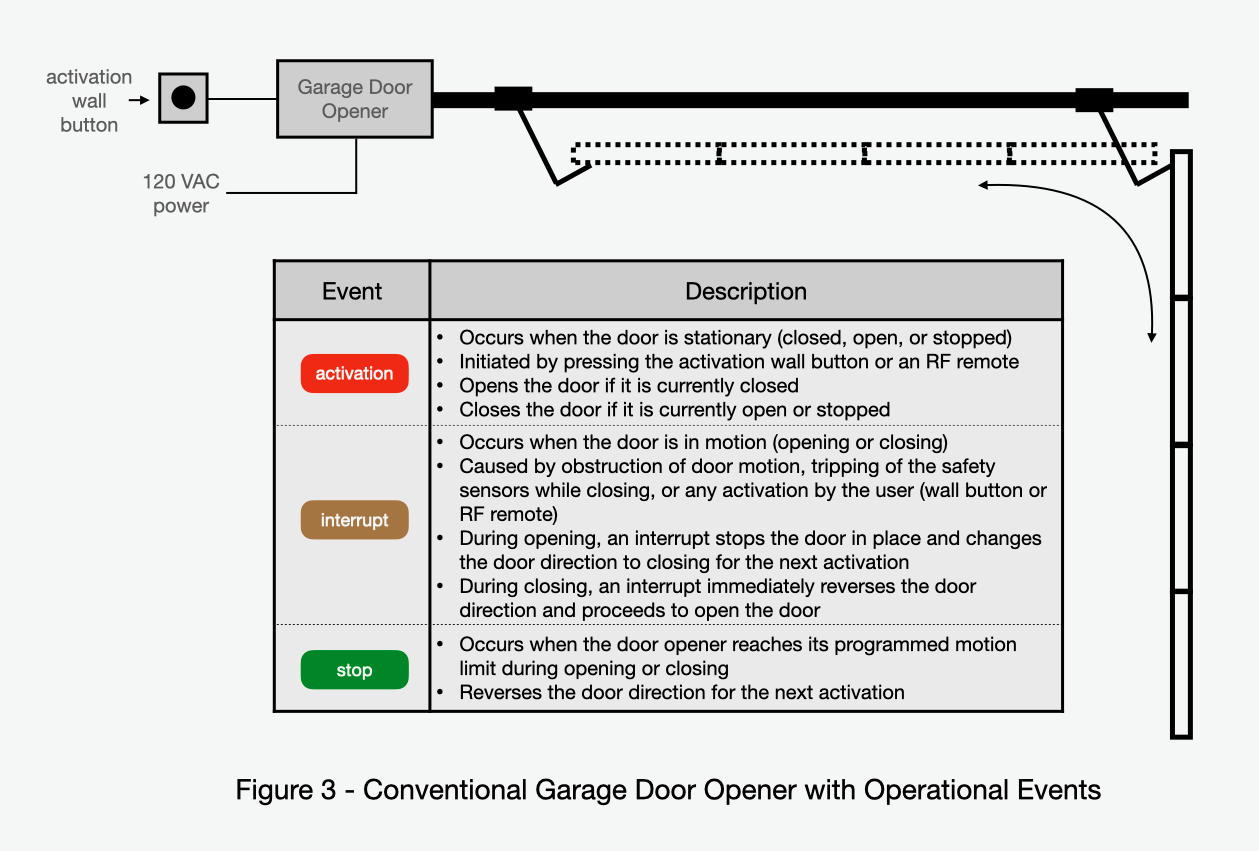 activation
wall
button
Garage Door
Opener
120 VAC
power
Event
Description
activation
• Occurs when the door is stationary (closed, open, or stopped)
• Initiated by pressing the activation wall button or an RF remote
• Opens the door if it is currently closed
• Closes the door if it is currently open or stopped
interrupt
• Occurs when the door is in motion (opening or closing)
• Caused by obstruction of door motion, tripping of the safety
sensors while closing, or any activation by the user (wall button or
RF remote)
• During opening, an interrupt stops the door in place and changes
the door direction to closing for the next activation
• During closing, an interrupt immediately reverses the door
direction and proceeds to open the door
stop
• Occurs when the door opener reaches its programmed motion
limit during opening or closing
• Reverses the door direction for the next activation
Figure 3 - Conventional Garage Door Opener with Operational Events